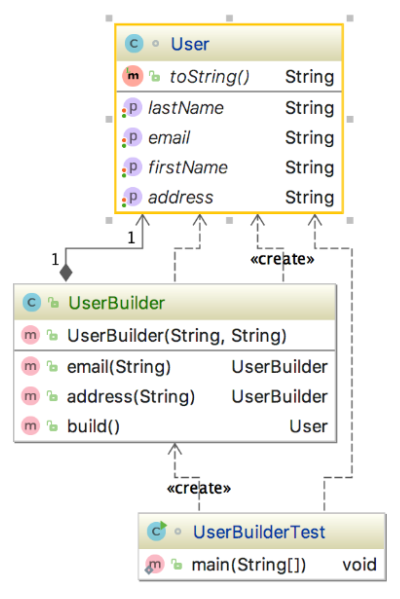 User
toString() String
lastName String
email String
firstName String
address String
1
1
«create»
UserBuilder
UserBuilder(String, String)
email(String) UserBuilder
address(String) UserBuilder
build() User
«create»
UserBuilderTest
main(String[]) void